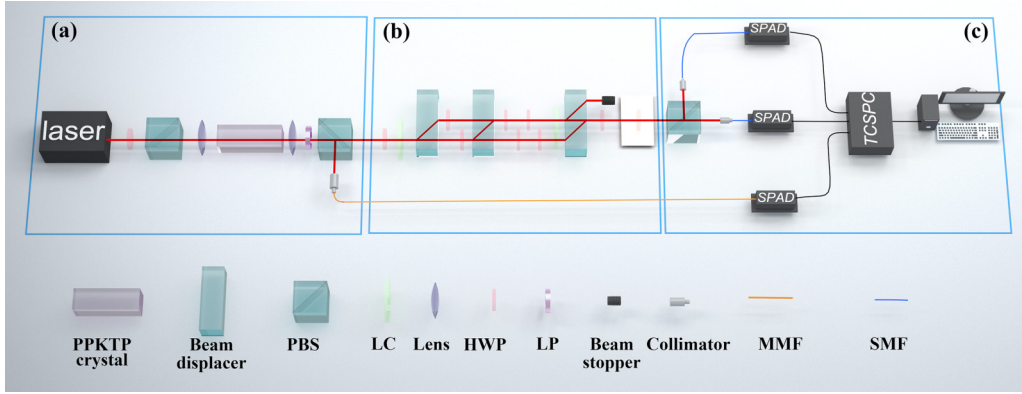 (a)
(b)
(c)
laser
SPAD
SPAD
SPAD
TCSPC
PPKTP
crystal
Beam
displacer
PBS
LC
Lens
HWP
LP
Beam
stopper
Collimator
MMF
SMF